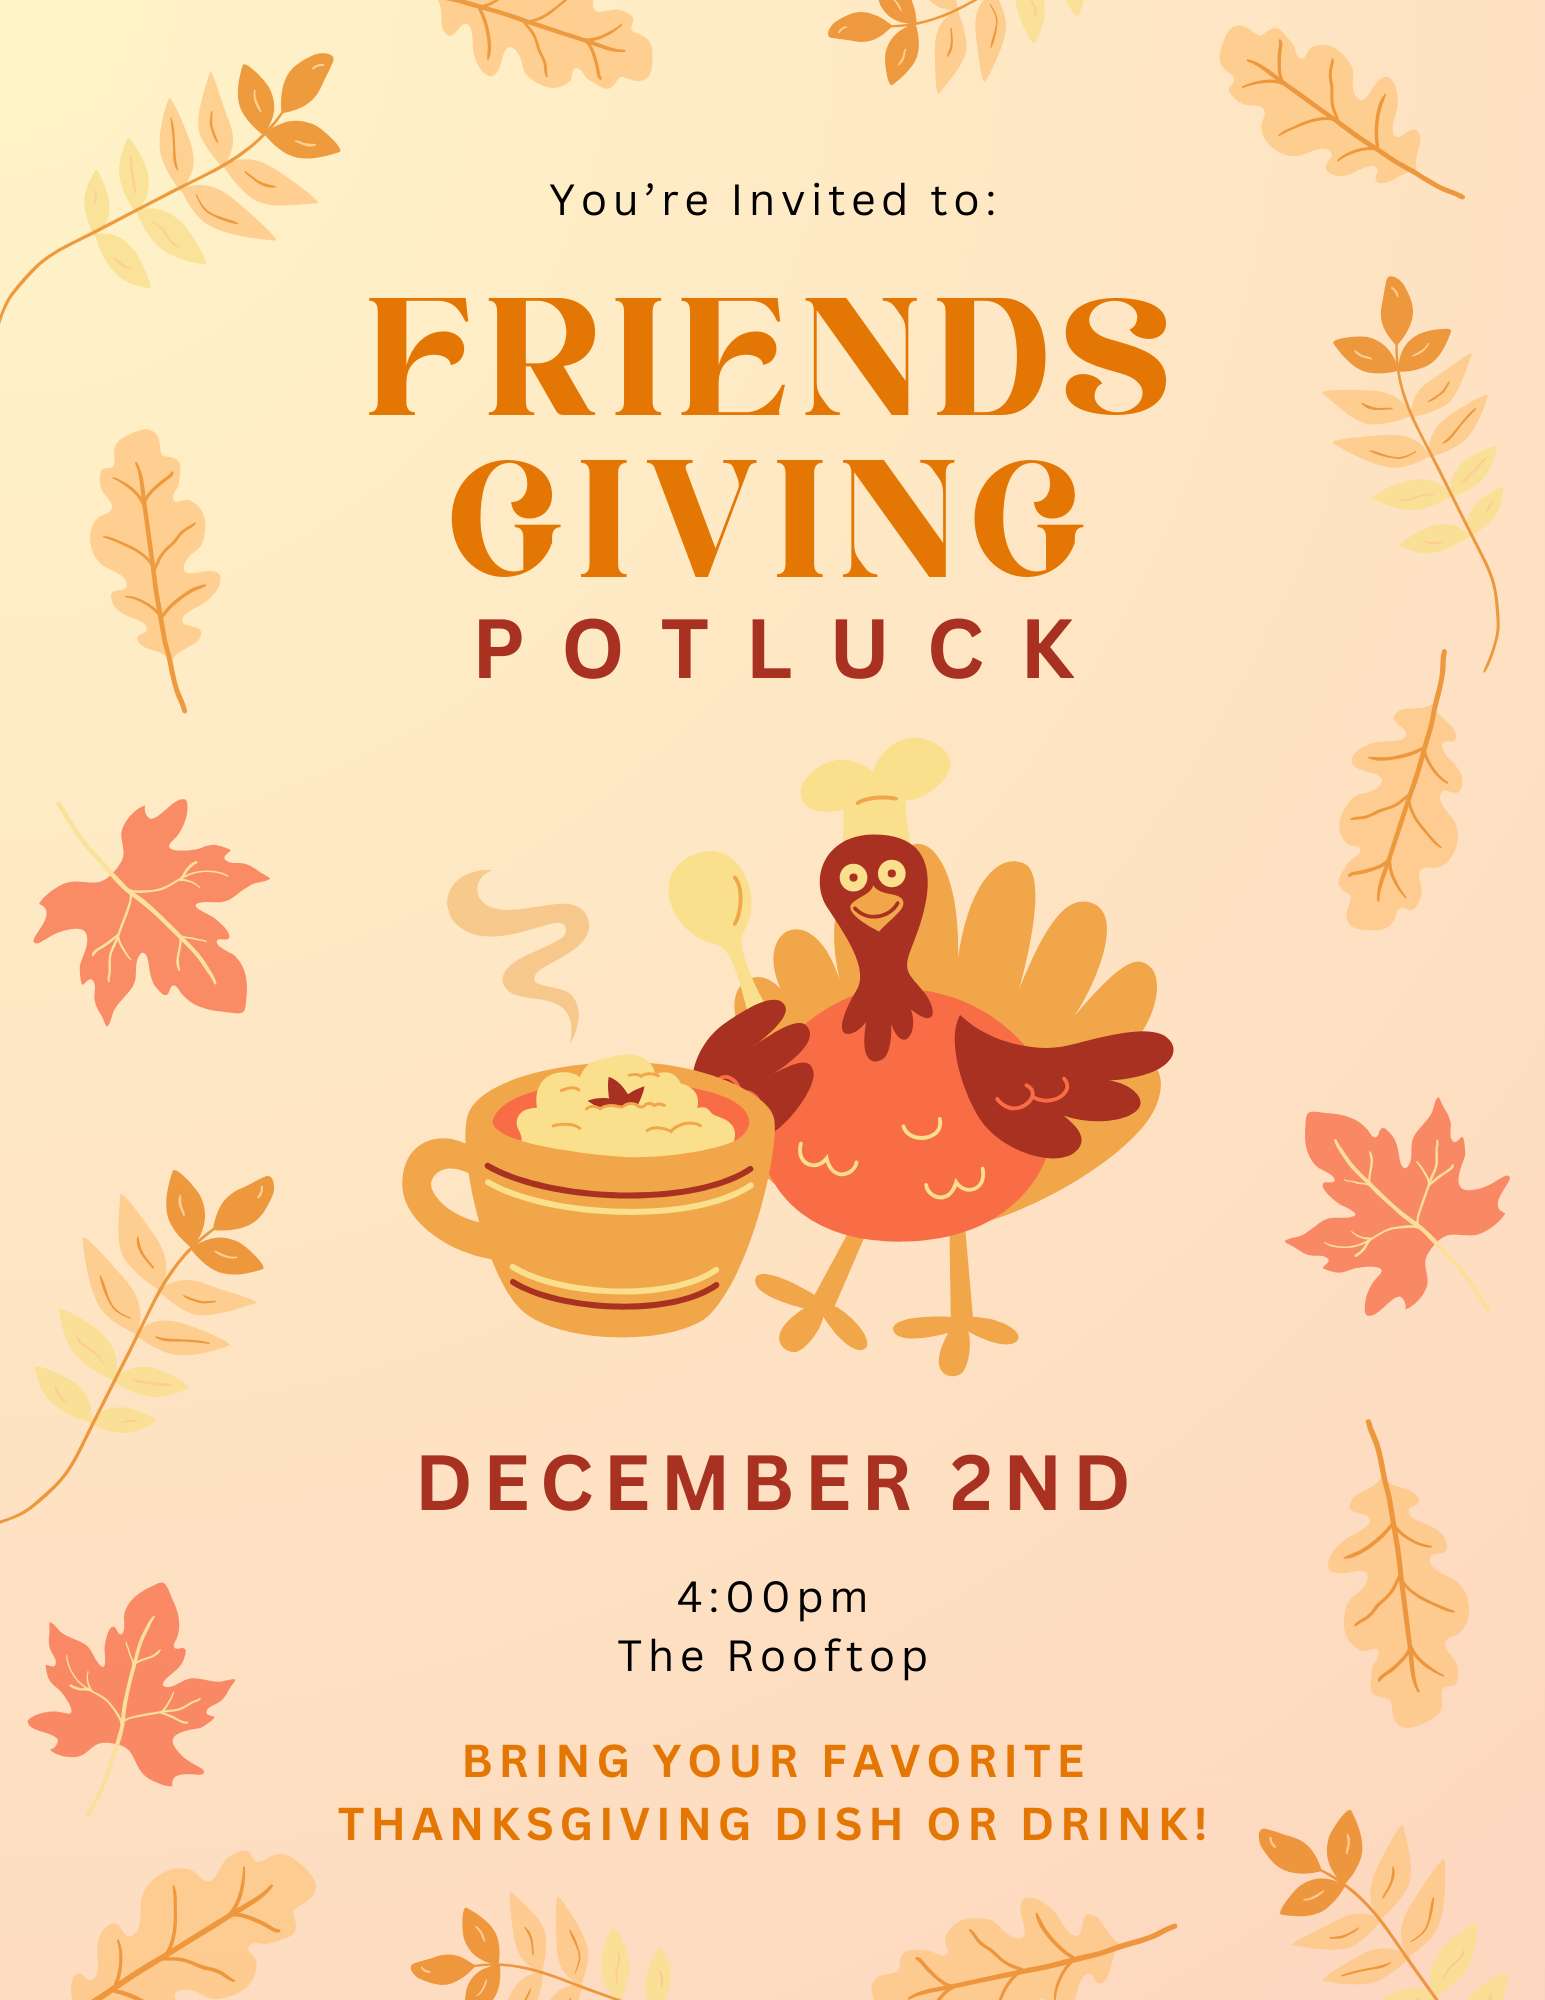 You’re Invited to:
FRIENDS
GIVING
POTLUCK
DECEMBER 2ND
4:00pm
The Rooftop
BRING YOUR FAVORITE
THANKSGIVING DISH OR DRINK!